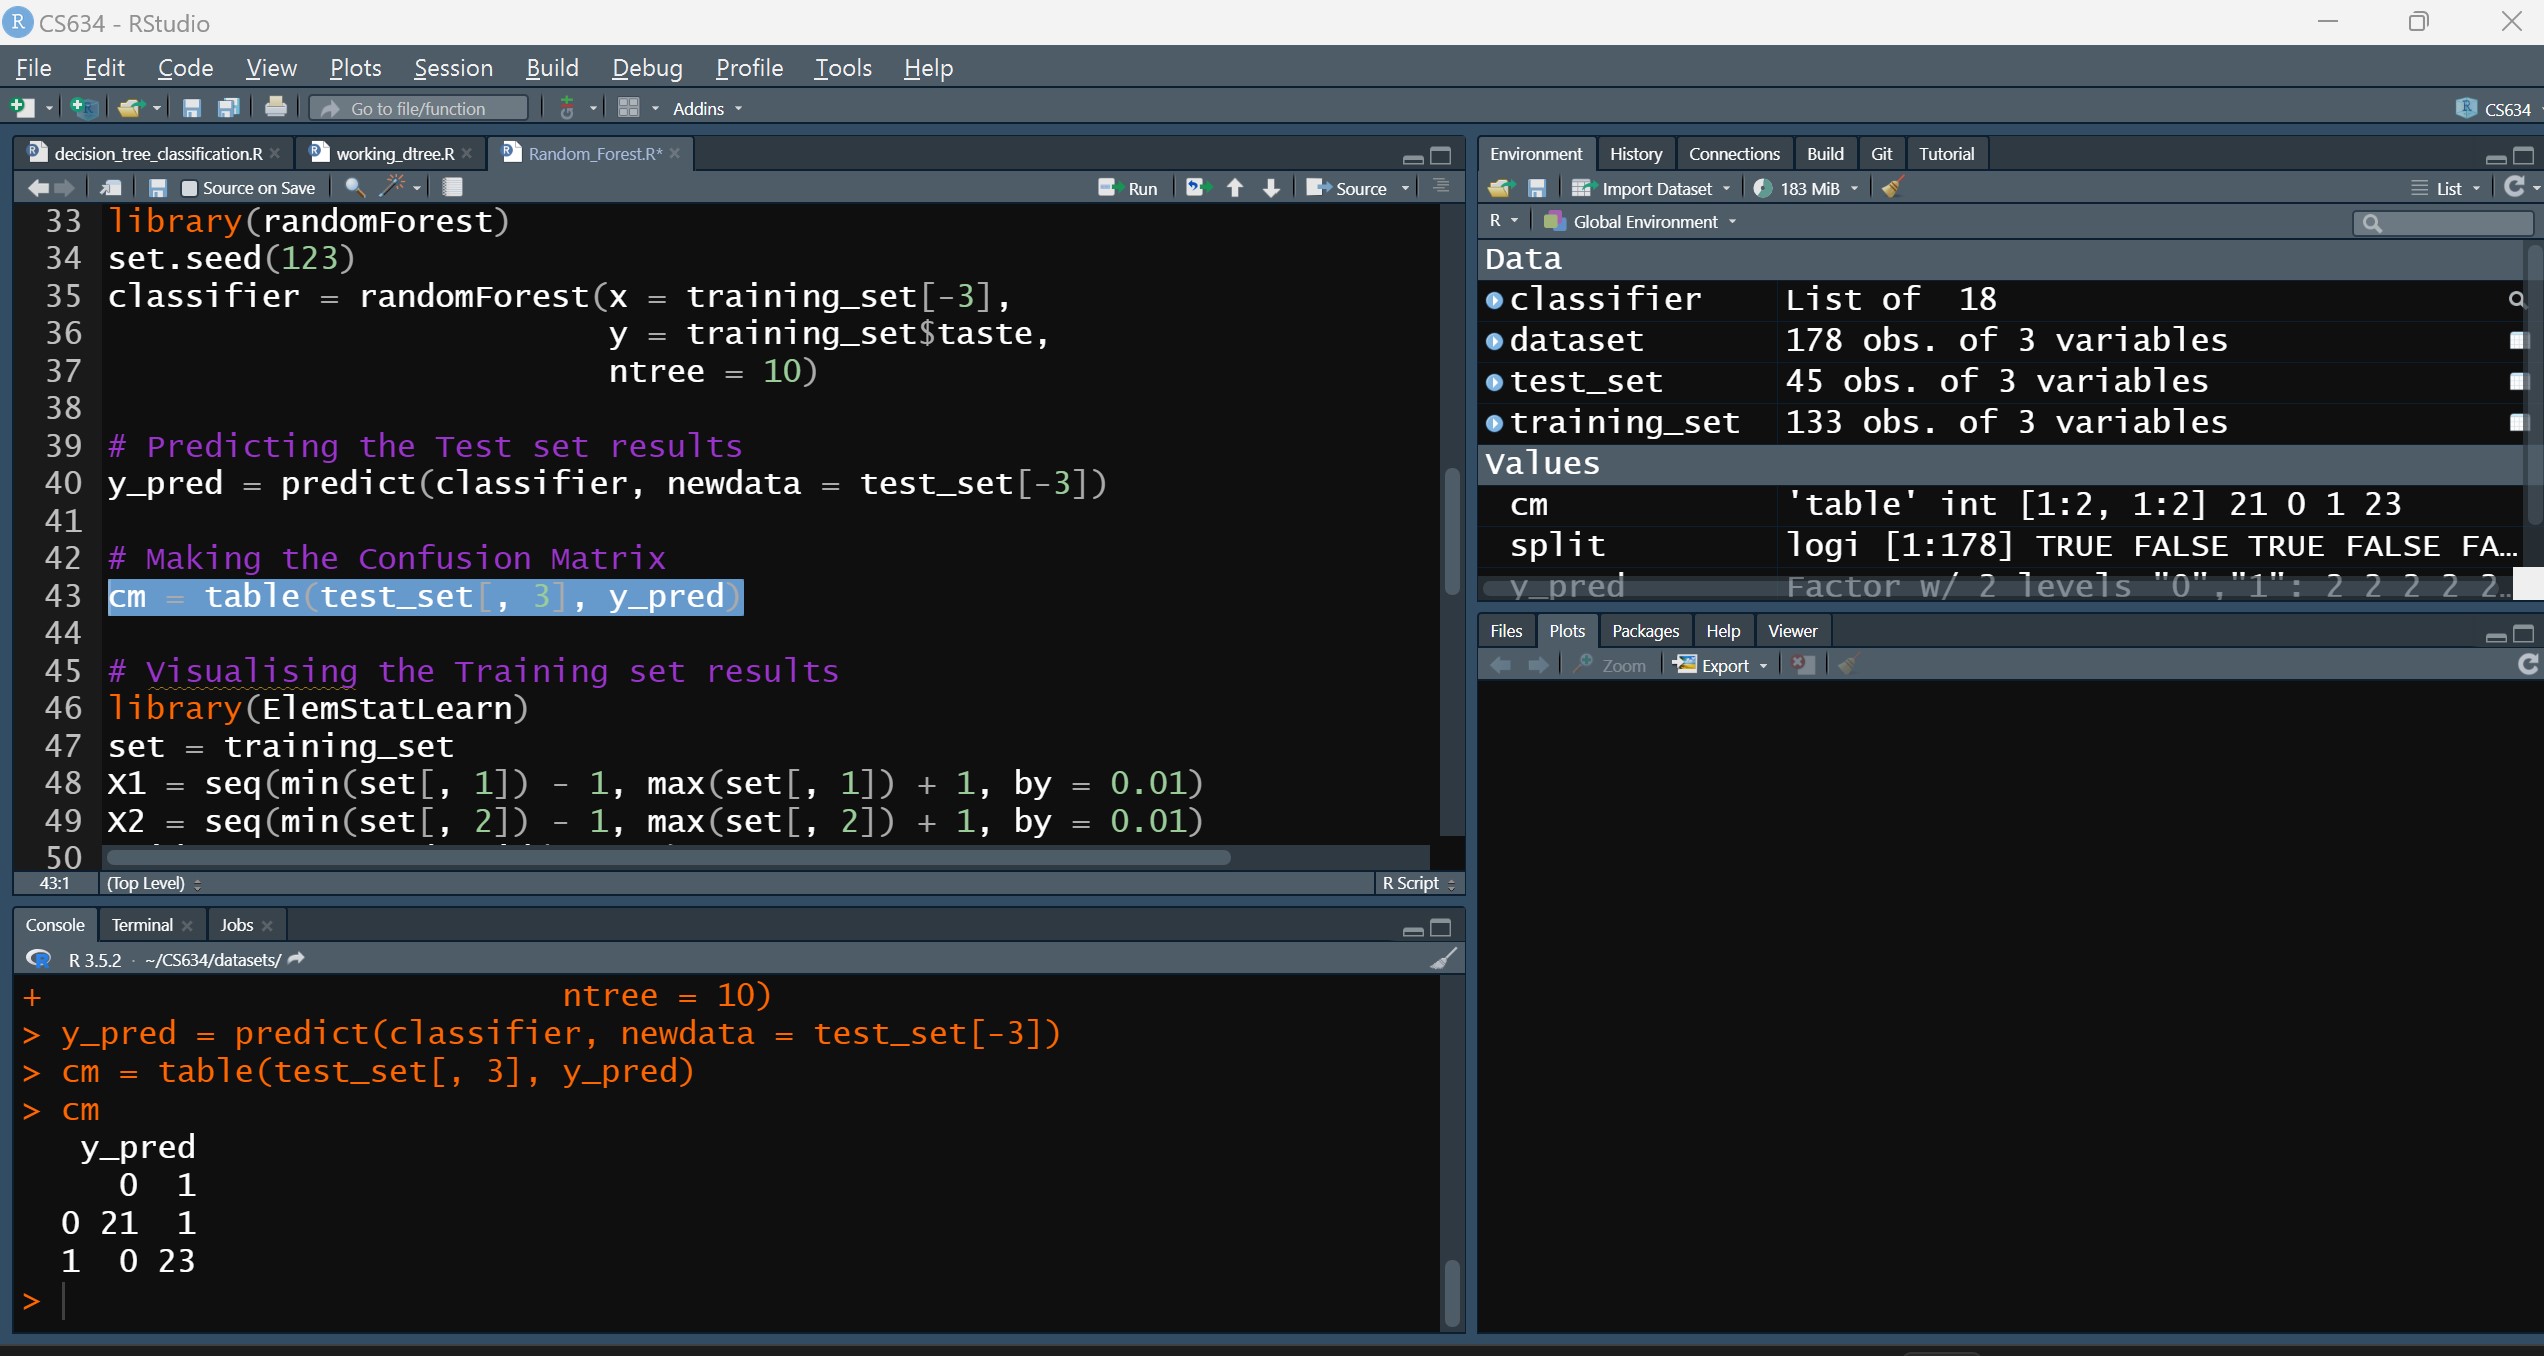 CS634 - RStudio
File Edit Code View Plots Session Build Debug Profile Tools Help
Go to file/function Addins CS634
decision_tree_classification.R working_dtree.R Random_Forest.R*
Source on Save Run Source
33 library(randomForest)
34 set.seed(123)
35 classifier = randomForest(x = training_set[-3],
36 y = training_set$taste,
37 ntree = 10)
38
39 # Predicting the Test set results
40 y_pred = predict(classifier, newdata = test_set[-3])
41
42 # Making the Confusion Matrix
43 cm = table(test_set[, 3], y_pred)
44
45 # Visualising the Training set results
46 library(ElemStatLearn)
47 set = training_set
48 X1 = seq(min(set[, 1]) - 1, max(set[, 1]) + 1, by = 0.01)
49 X2 = seq(min(set[, 2]) - 1, max(set[, 2]) + 1, by = 0.01)
50
43:1 (Top Level) R Script
Console Terminal Jobs
R 3.5.2 · ~/CS634/datasets/
+ ntree = 10)
> y_pred = predict(classifier, newdata = test_set[-3])
> cm = table(test_set[, 3], y_pred)
> cm
y_pred
0 1
0 21 1
1 0 23
>
Environment History Connections Build Git Tutorial
Import Dataset 183 MiB List
R Global Environment
Data
classifier List of 18
dataset 178 obs. of 3 variables
test_set 45 obs. of 3 variables
training_set 133 obs. of 3 variables
Values
cm 'table' int [1:2, 1:2] 21 0 1 23
split logi [1:178] TRUE FALSE TRUE FALSE FA…
y_pred Factor w/ 2 levels "0","1": 2 2 2 2 2…
Files Plots Packages Help Viewer
Zoom Export